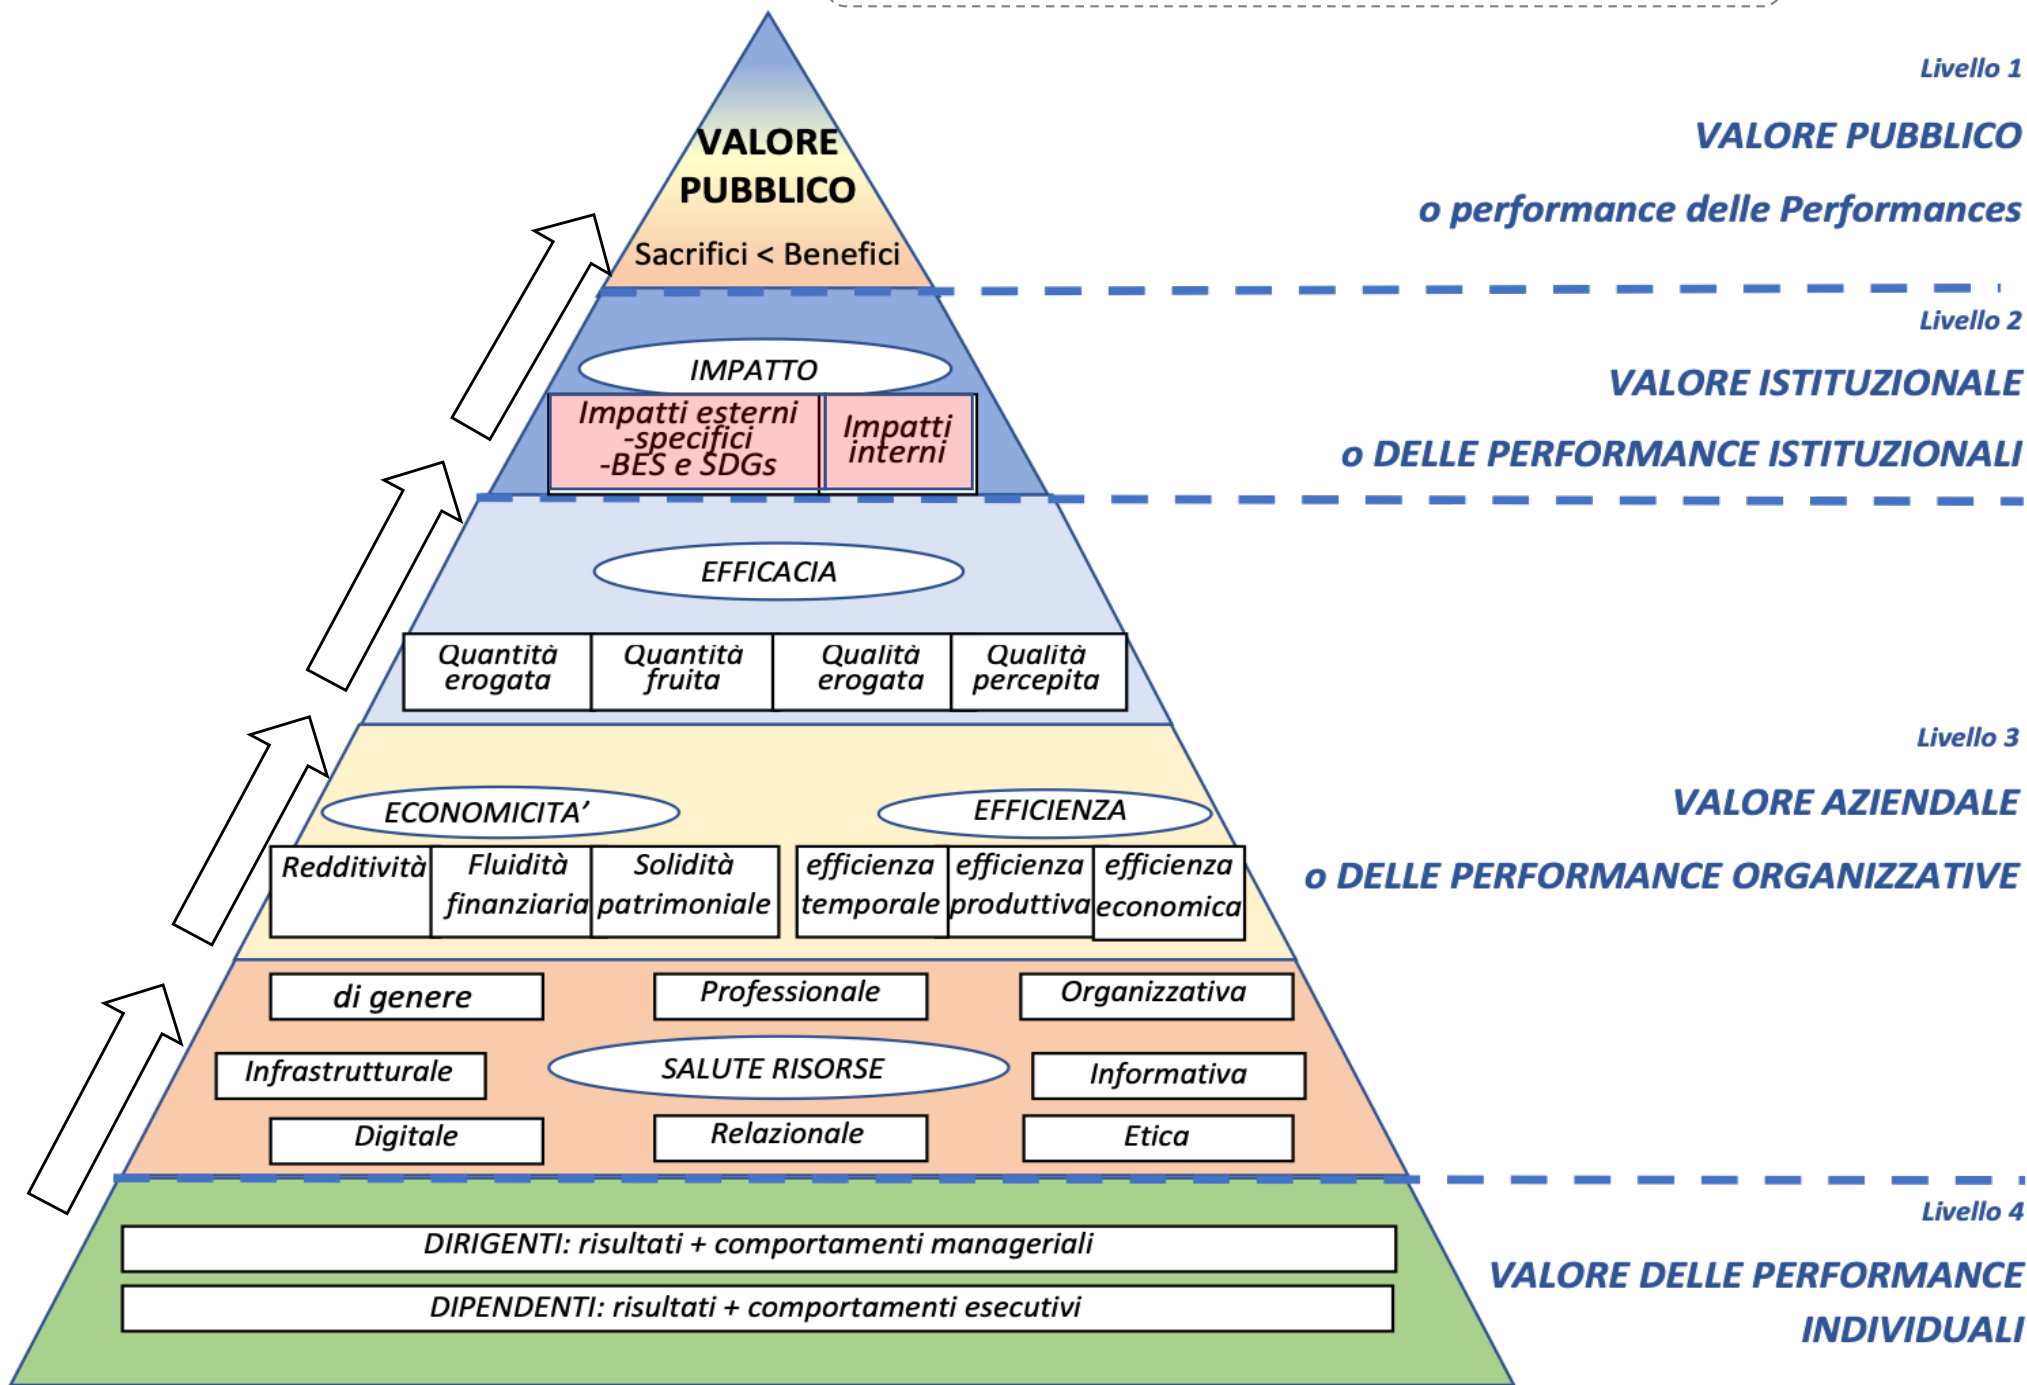 Livello 1
VALORE
PUBBLICO
Sacrifici < Benefici
VALORE PUBBLICO
o performance delle Performances
Livello 2
IMPATTO
Impatti esterni
-specifici
-BES e SDGs
Impatti
interni
VALORE ISTITUZIONALE
o DELLE PERFORMANCE ISTITUZIONALI
EFFICACIA
Quantità
erogata
Quantità
fruita
Qualità
erogata
Qualità
percepita
Livello 3
VALORE AZIENDALE
o DELLE PERFORMANCE ORGANIZZATIVE
ECONOMICITA’
Redditività
Fluidità
finanziaria
Solidità
patrimoniale
EFFICIENZA
efficienza
temporale
efficienza
produttiva
efficienza
economica
di genere
Professionale
Organizzativa
Infrastrutturale
SALUTE RISORSE
Informativa
Digitale
Relazionale
Etica
Livello 4
VALORE DELLE PERFORMANCE
INDIVIDUALI
DIRIGENTI: risultati + comportamenti manageriali
DIPENDENTI: risultati + comportamenti esecutivi